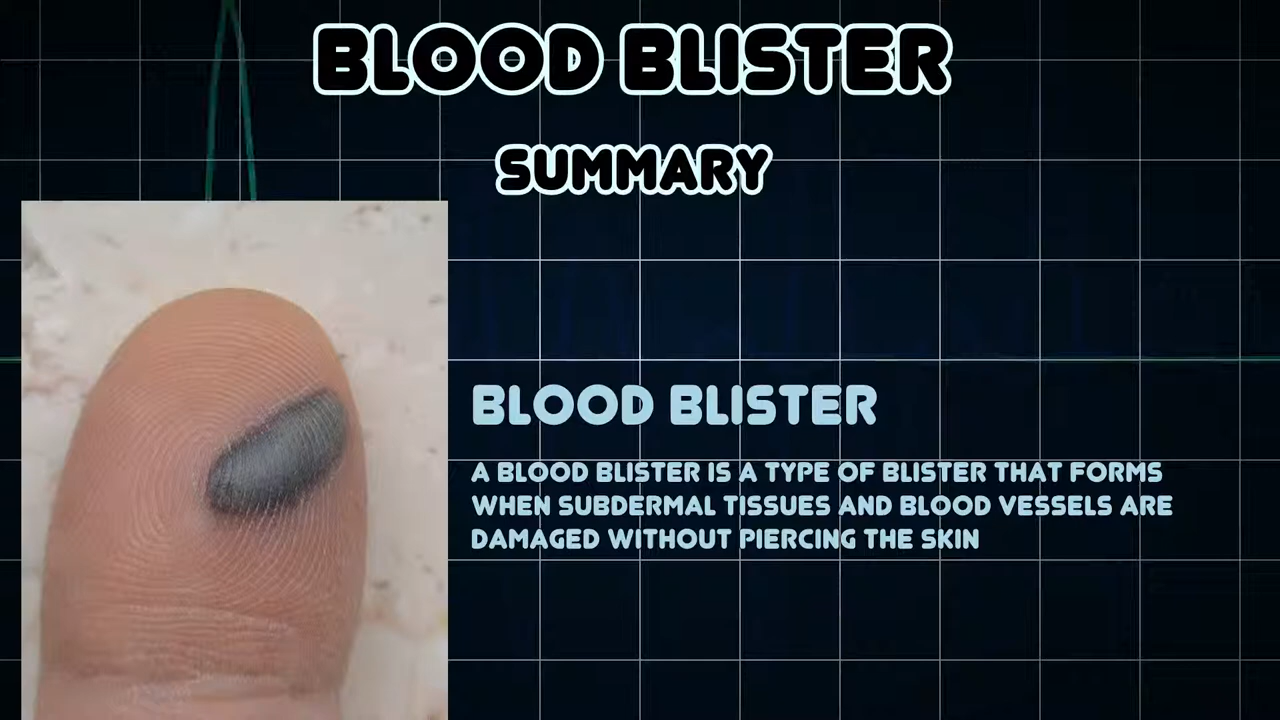 BLOOD BLISTER
SUMMARY
BLOOD BLISTER
A BLOOD BLISTER IS A TYPE OF BLISTER THAT FORMS
WHEN SUBDERMAL TISSUES AND BLOOD VESSELS ARE
DAMAGED WITHOUT PIERCING THE SKIN